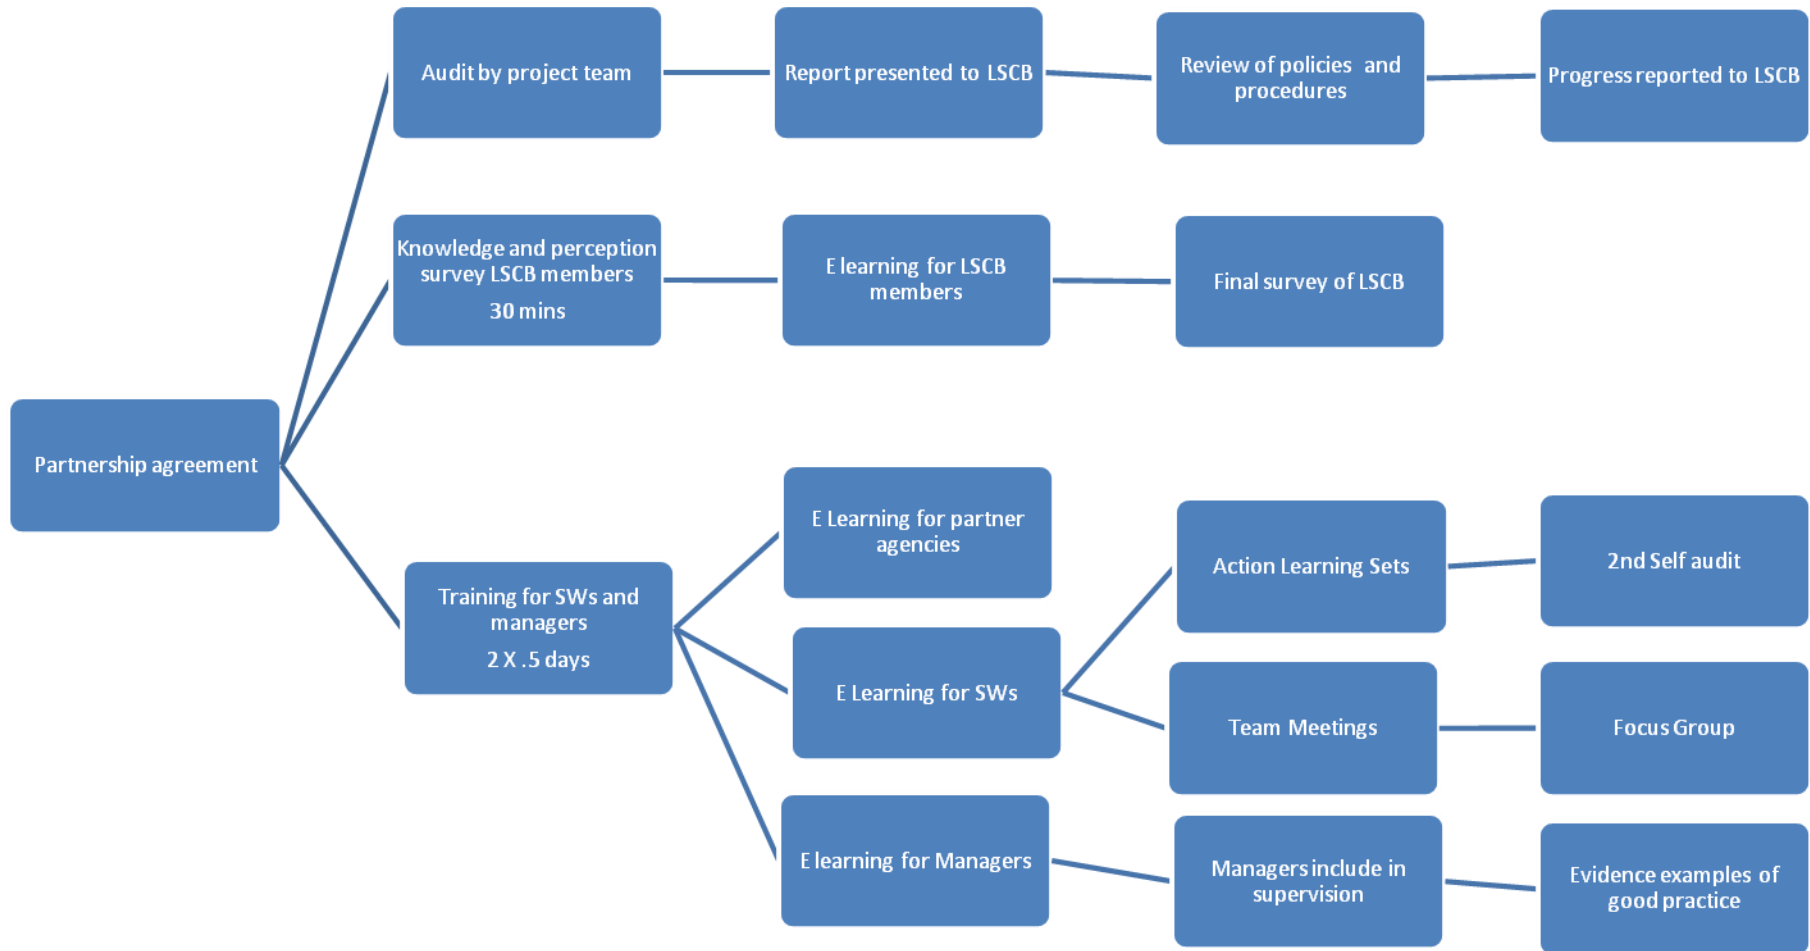 Audit by project team
Report presented to LSCB
Review of policies and
procedures
Progress reported to LSCB
Knowledge and perception
survey LSCB members
30 mins
E learning for LSCB
members
Final survey of LSCB
Partnership agreement
Training for SWs and
managers
2 X .5 days
E Learning for partner
agencies
E Learning for SWs
E learning for Managers
Action Learning Sets
2nd Self audit
Team Meetings
Focus Group
Managers include in
supervision
Evidence examples of
good practice